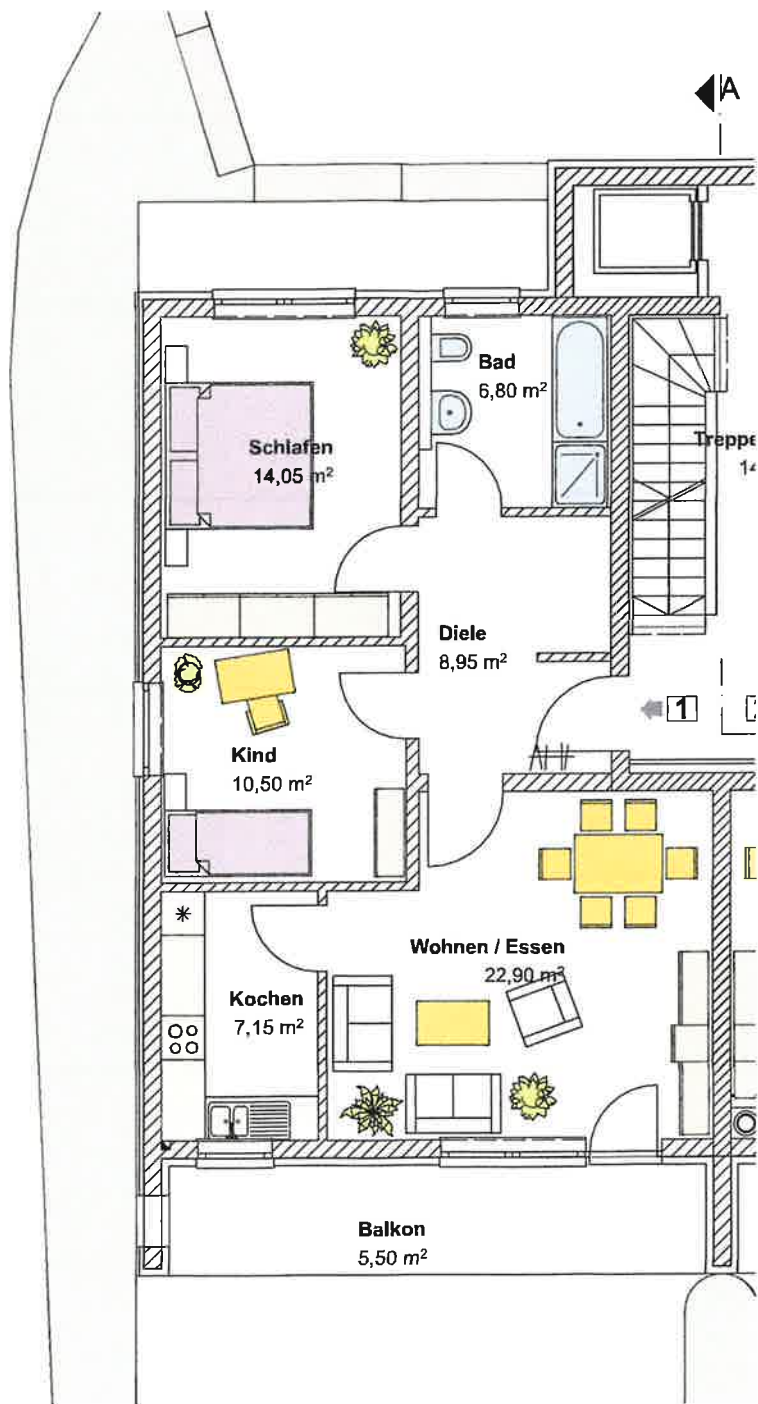 A
Bad
6,80 m²
Schlafen
14,05 m²
Treppe
14
Diele
8,95 m²
1
Kind
10,50 m²
Wohnen / Essen
22,90 m²
Kochen
7,15 m²
Balkon
5,50 m²